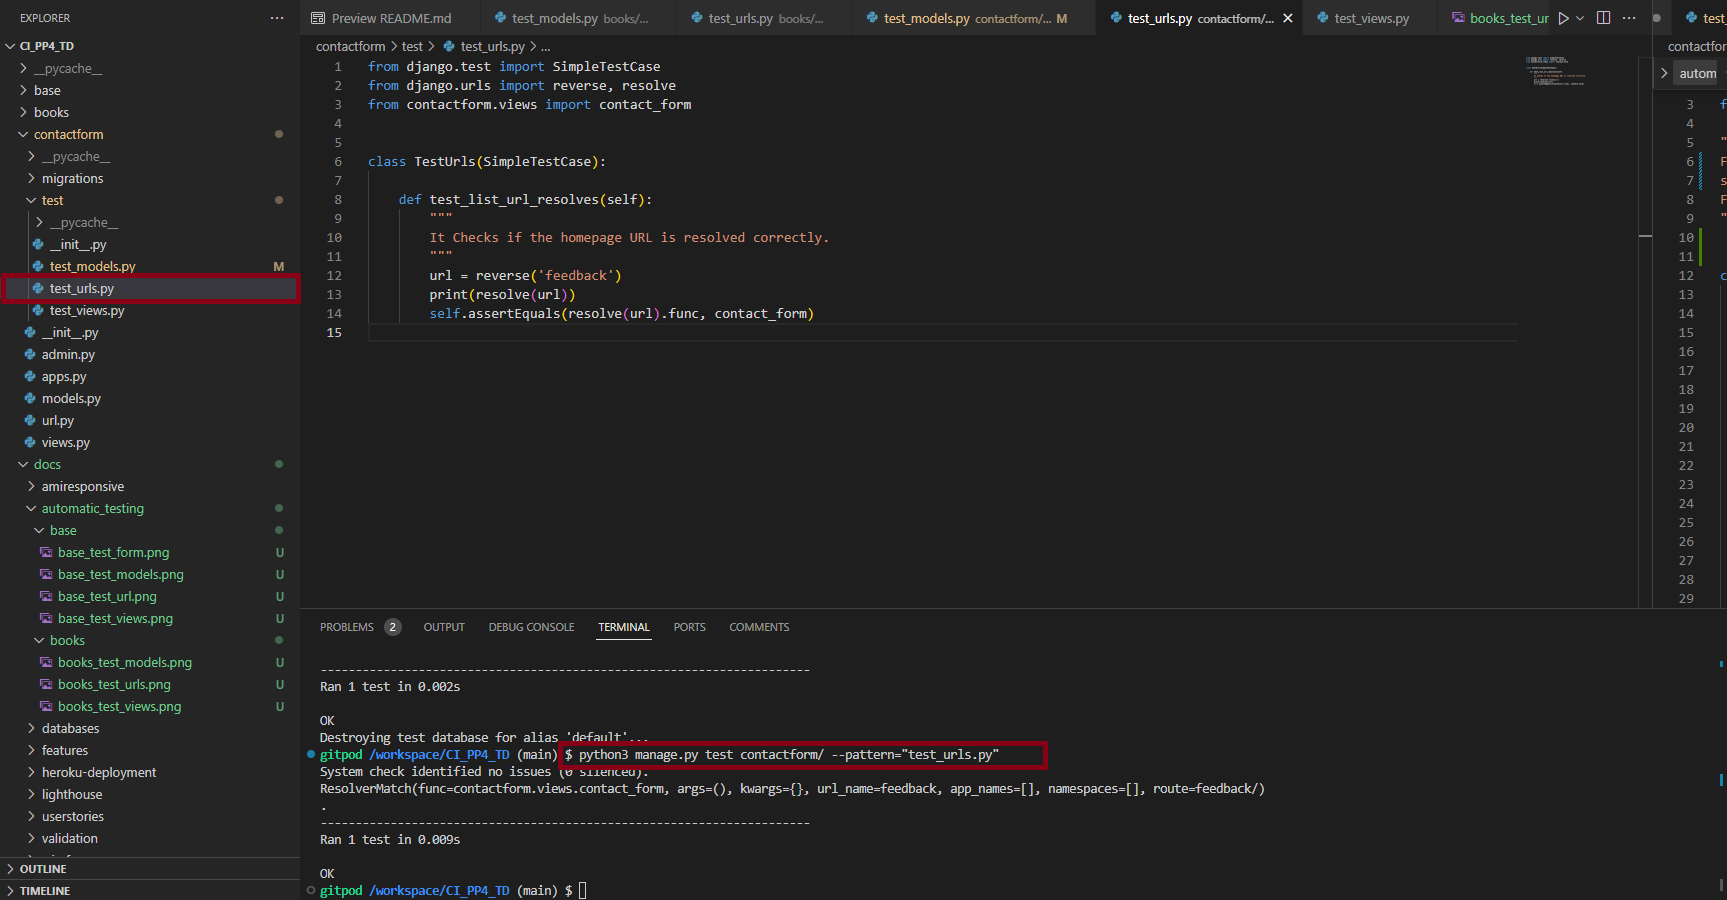 EXPLORER
CI_PP4_TD
__pycache__
base
books
contactform
__pycache__
migrations
test
__pycache__
__init__.py
test_models.py M
test_urls.py
test_views.py
__init__.py
admin.py
apps.py
models.py
url.py
views.py
docs
amiresponsive
automatic_testing
base
base_test_form.png U
base_test_models.png U
base_test_url.png U
base_test_views.png U
books
books_test_models.png U
books_test_urls.png U
books_test_views.png U
databases
features
heroku-deployment
lighthouse
userstories
validation
OUTLINE
TIMELINE
Preview README.md
test_models.py books/...
test_urls.py books/...
test_models.py contactform/... M
test_urls.py contactform/...
test_views.py
books_test_ur
test_
contactform > test > test_urls.py > ...
1 from django.test import SimpleTestCase
2 from django.urls import reverse, resolve
3 from contactform.views import contact_form
4
5
6 class TestUrls(SimpleTestCase):
7
8 def test_list_url_resolves(self):
9 """
10 It Checks if the homepage URL is resolved correctly.
11 """
12 url = reverse('feedback')
13 print(resolve(url))
14 self.assertEquals(resolve(url).func, contact_form)
15
contactfor
autom
3 f
4
5 "
6 F
7 s
8 F
9 "
10
11
12 c
13
14
15
16
17
18
19
20
21
22
23
24
25
26
27
28
29
PROBLEMS 2 OUTPUT DEBUG CONSOLE TERMINAL PORTS COMMENTS
----------------------------------------------------------------------
Ran 1 test in 0.002s
OK
Destroying test database for alias 'default'...
gitpod /workspace/CI_PP4_TD (main) $ python3 manage.py test contactform/ --pattern="test_urls.py"
System check identified no issues (0 silenced).
ResolverMatch(func=contactform.views.contact_form, args=(), kwargs={}, url_name=feedback, app_names=[], namespaces=[], route=feedback/)
.
----------------------------------------------------------------------
Ran 1 test in 0.009s
OK
gitpod /workspace/CI_PP4_TD (main) $